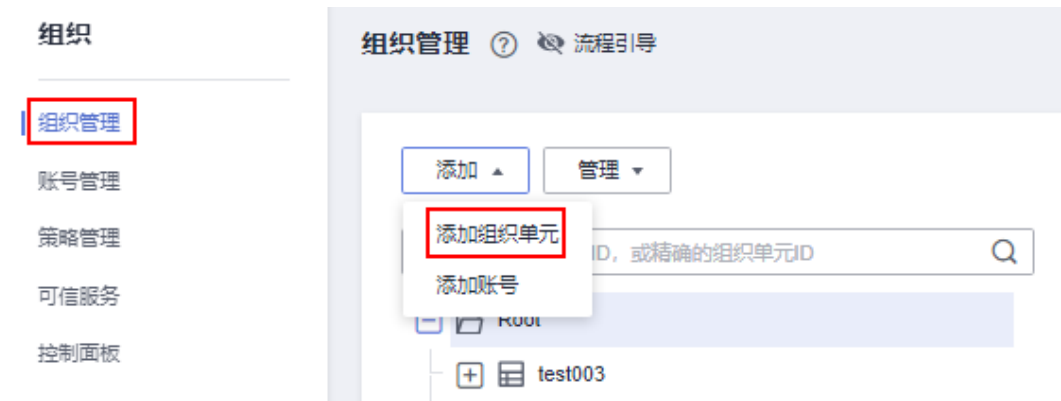 组织
组织管理
账号管理
策略管理
可信服务
控制面板
组织管理 ? 流程引导
添加 管理
添加组织单元
ID，或精确的组织单元ID
添加账号
Root
test003